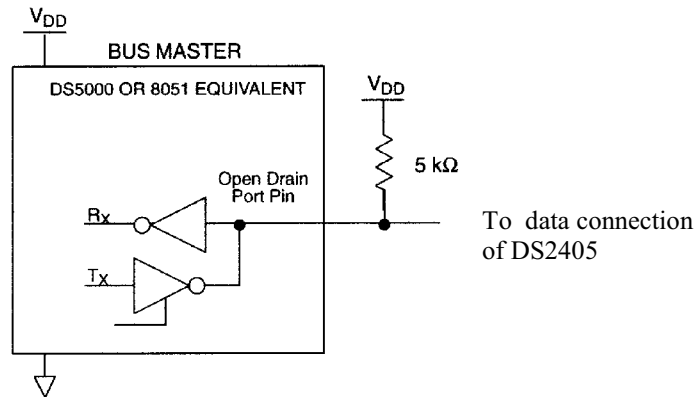 VDD
BUS MASTER
DS5000 OR 8051 EQUIVALENT
VDD
5 kΩ
Open Drain
Port Pin
RX
To data connection
of DS2405
TX